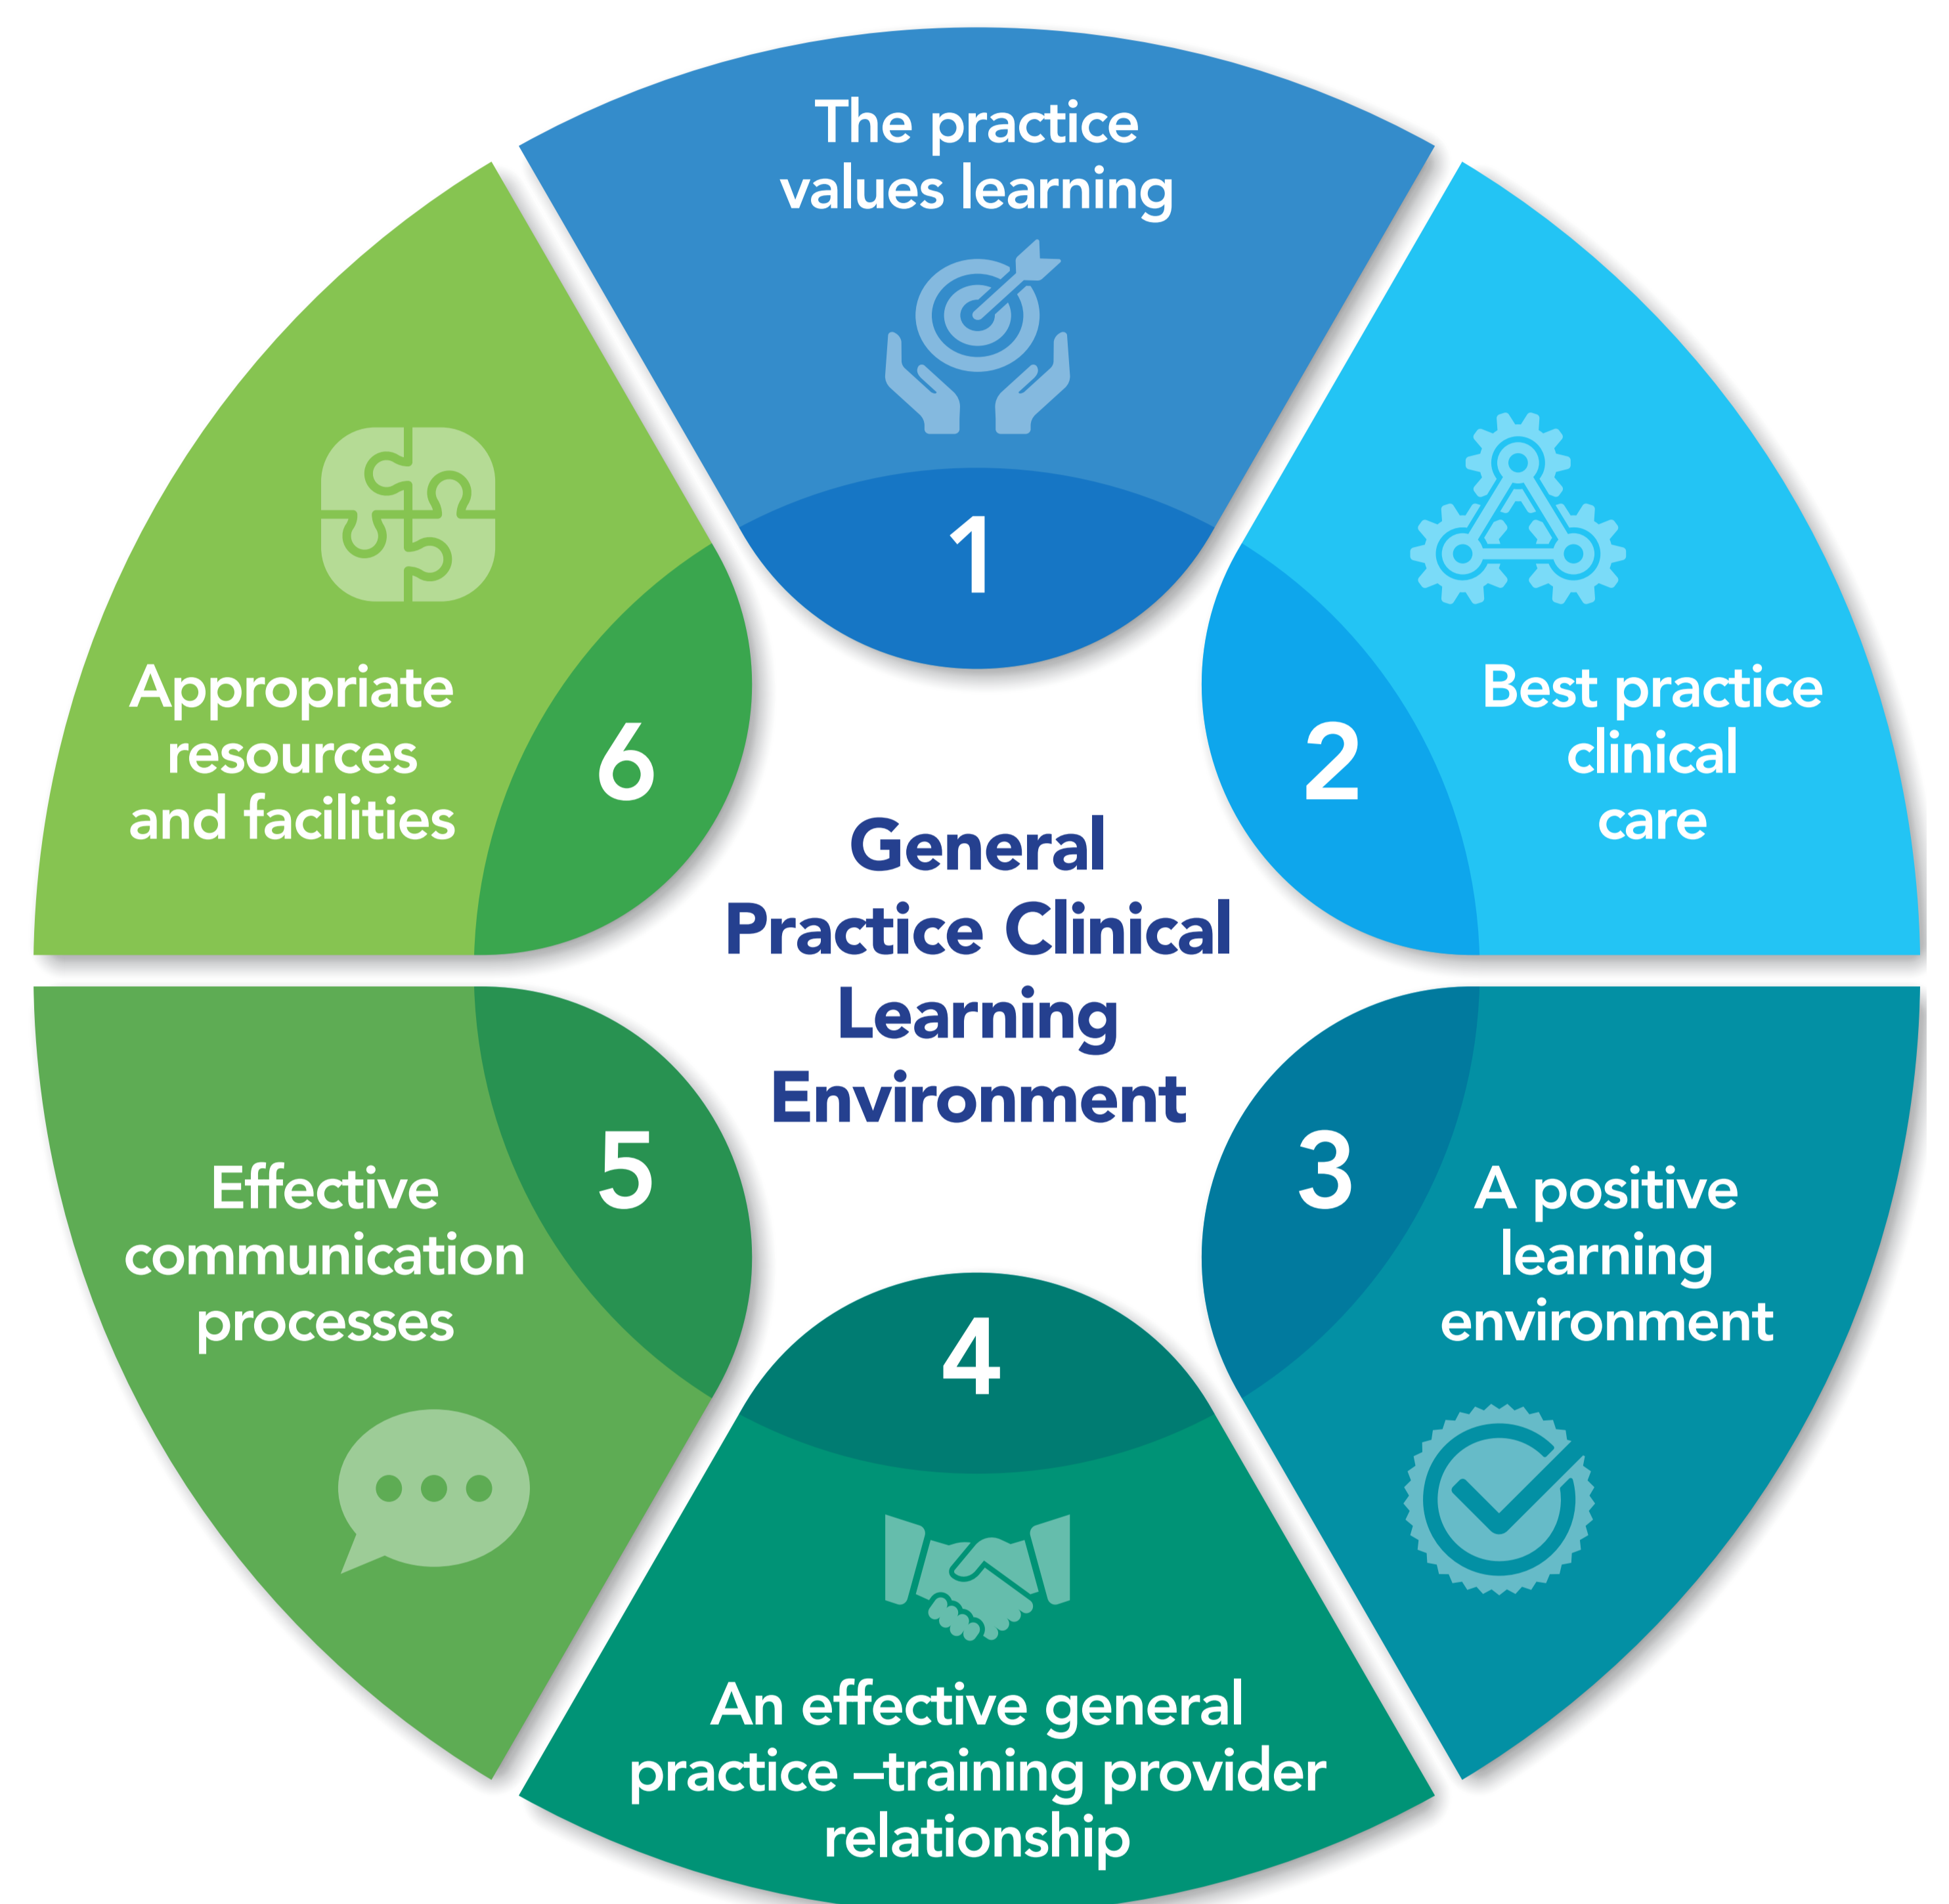 The practice
values learning
1
Best practice
clinical
care
2
A positive
learning
environment
3
An effective general
practice –training provider
relationship
4
Effective
communication
processes
5
Appropriate
resources
and facilities
6
General
Practice Clinical
Learning
Environment